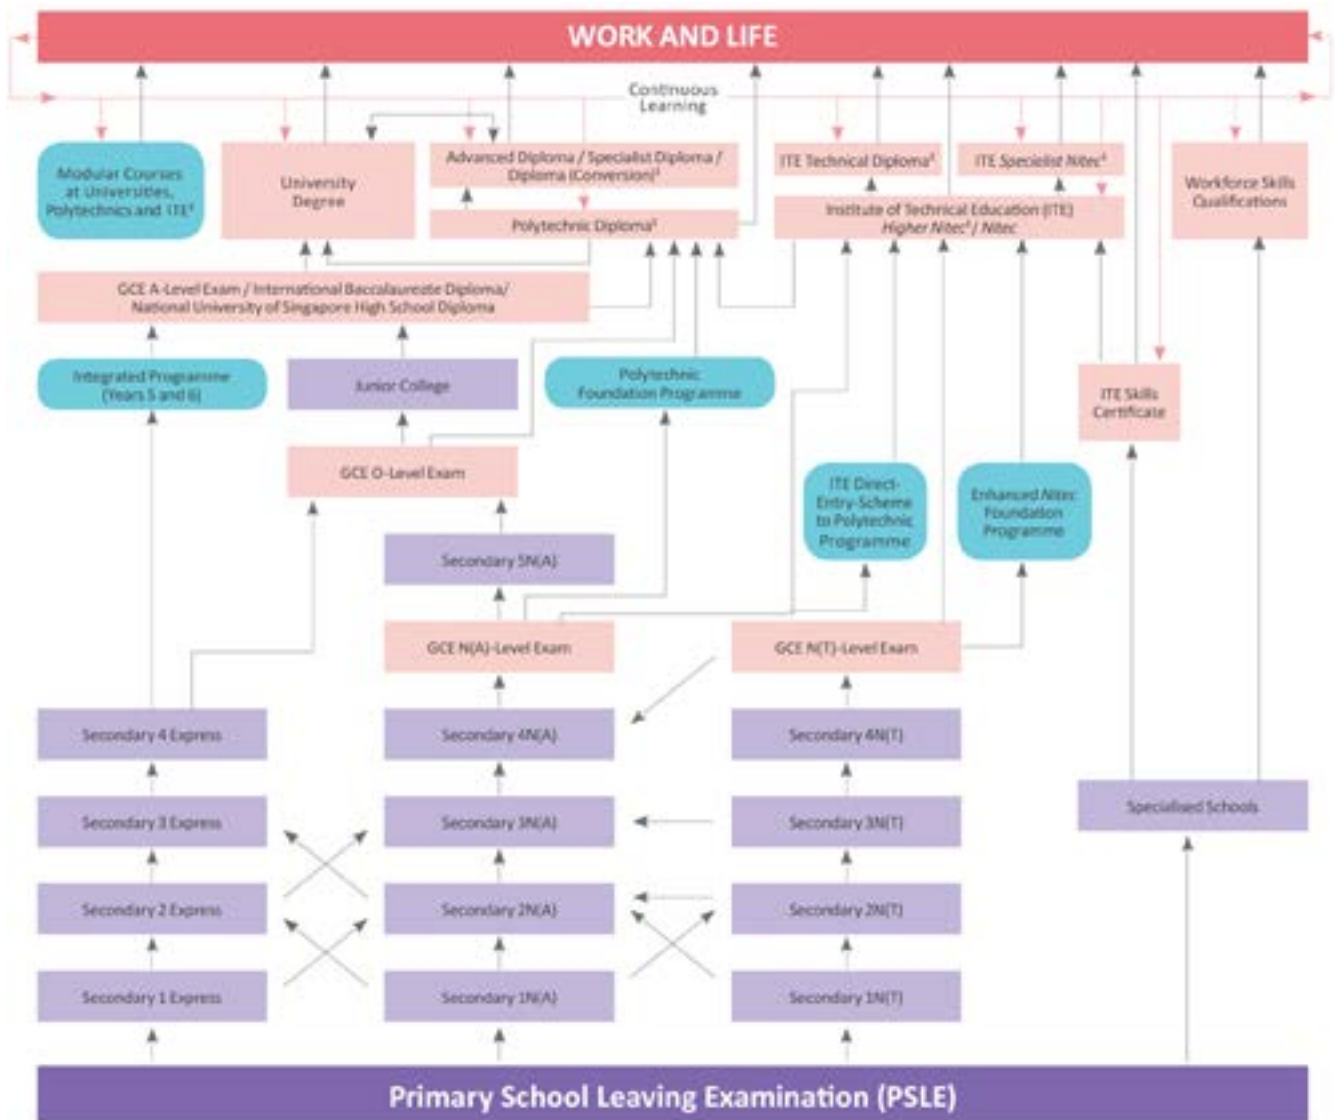 WORK AND LIFE
Continuous
Learning
Modular Courses
at Universities,
Polytechnics and ITE⁴
University
Degree
Advanced Diploma / Specialist Diploma /
Diploma (Conversion)³
Polytechnic Diploma²
ITE Technical Diploma³
ITE Specialist Nitec³
Institute of Technical Education (ITE)
Higher Nitec² / Nitec
Workforce Skills
Qualifications
GCE A-Level Exam / International Baccalaureate Diploma/
National University of Singapore High School Diploma
Integrated Programme
(Years 5 and 6)
Junior College
Polytechnic
Foundation Programme
ITE Skills
Certificate
GCE O-Level Exam
ITE Direct-
Entry-Scheme
to Polytechnic
Programme
Enhanced Nitec
Foundation
Programme
Secondary 5N(A)
GCE N(A)-Level Exam
GCE N(T)-Level Exam
Secondary 4 Express
Secondary 4N(A)
Secondary 4N(T)
Secondary 3 Express
Secondary 3N(A)
Secondary 3N(T)
Specialised Schools
Secondary 2 Express
Secondary 2N(A)
Secondary 2N(T)
Secondary 1 Express
Secondary 1N(A)
Secondary 1N(T)
Primary School Leaving Examination (PSLE)